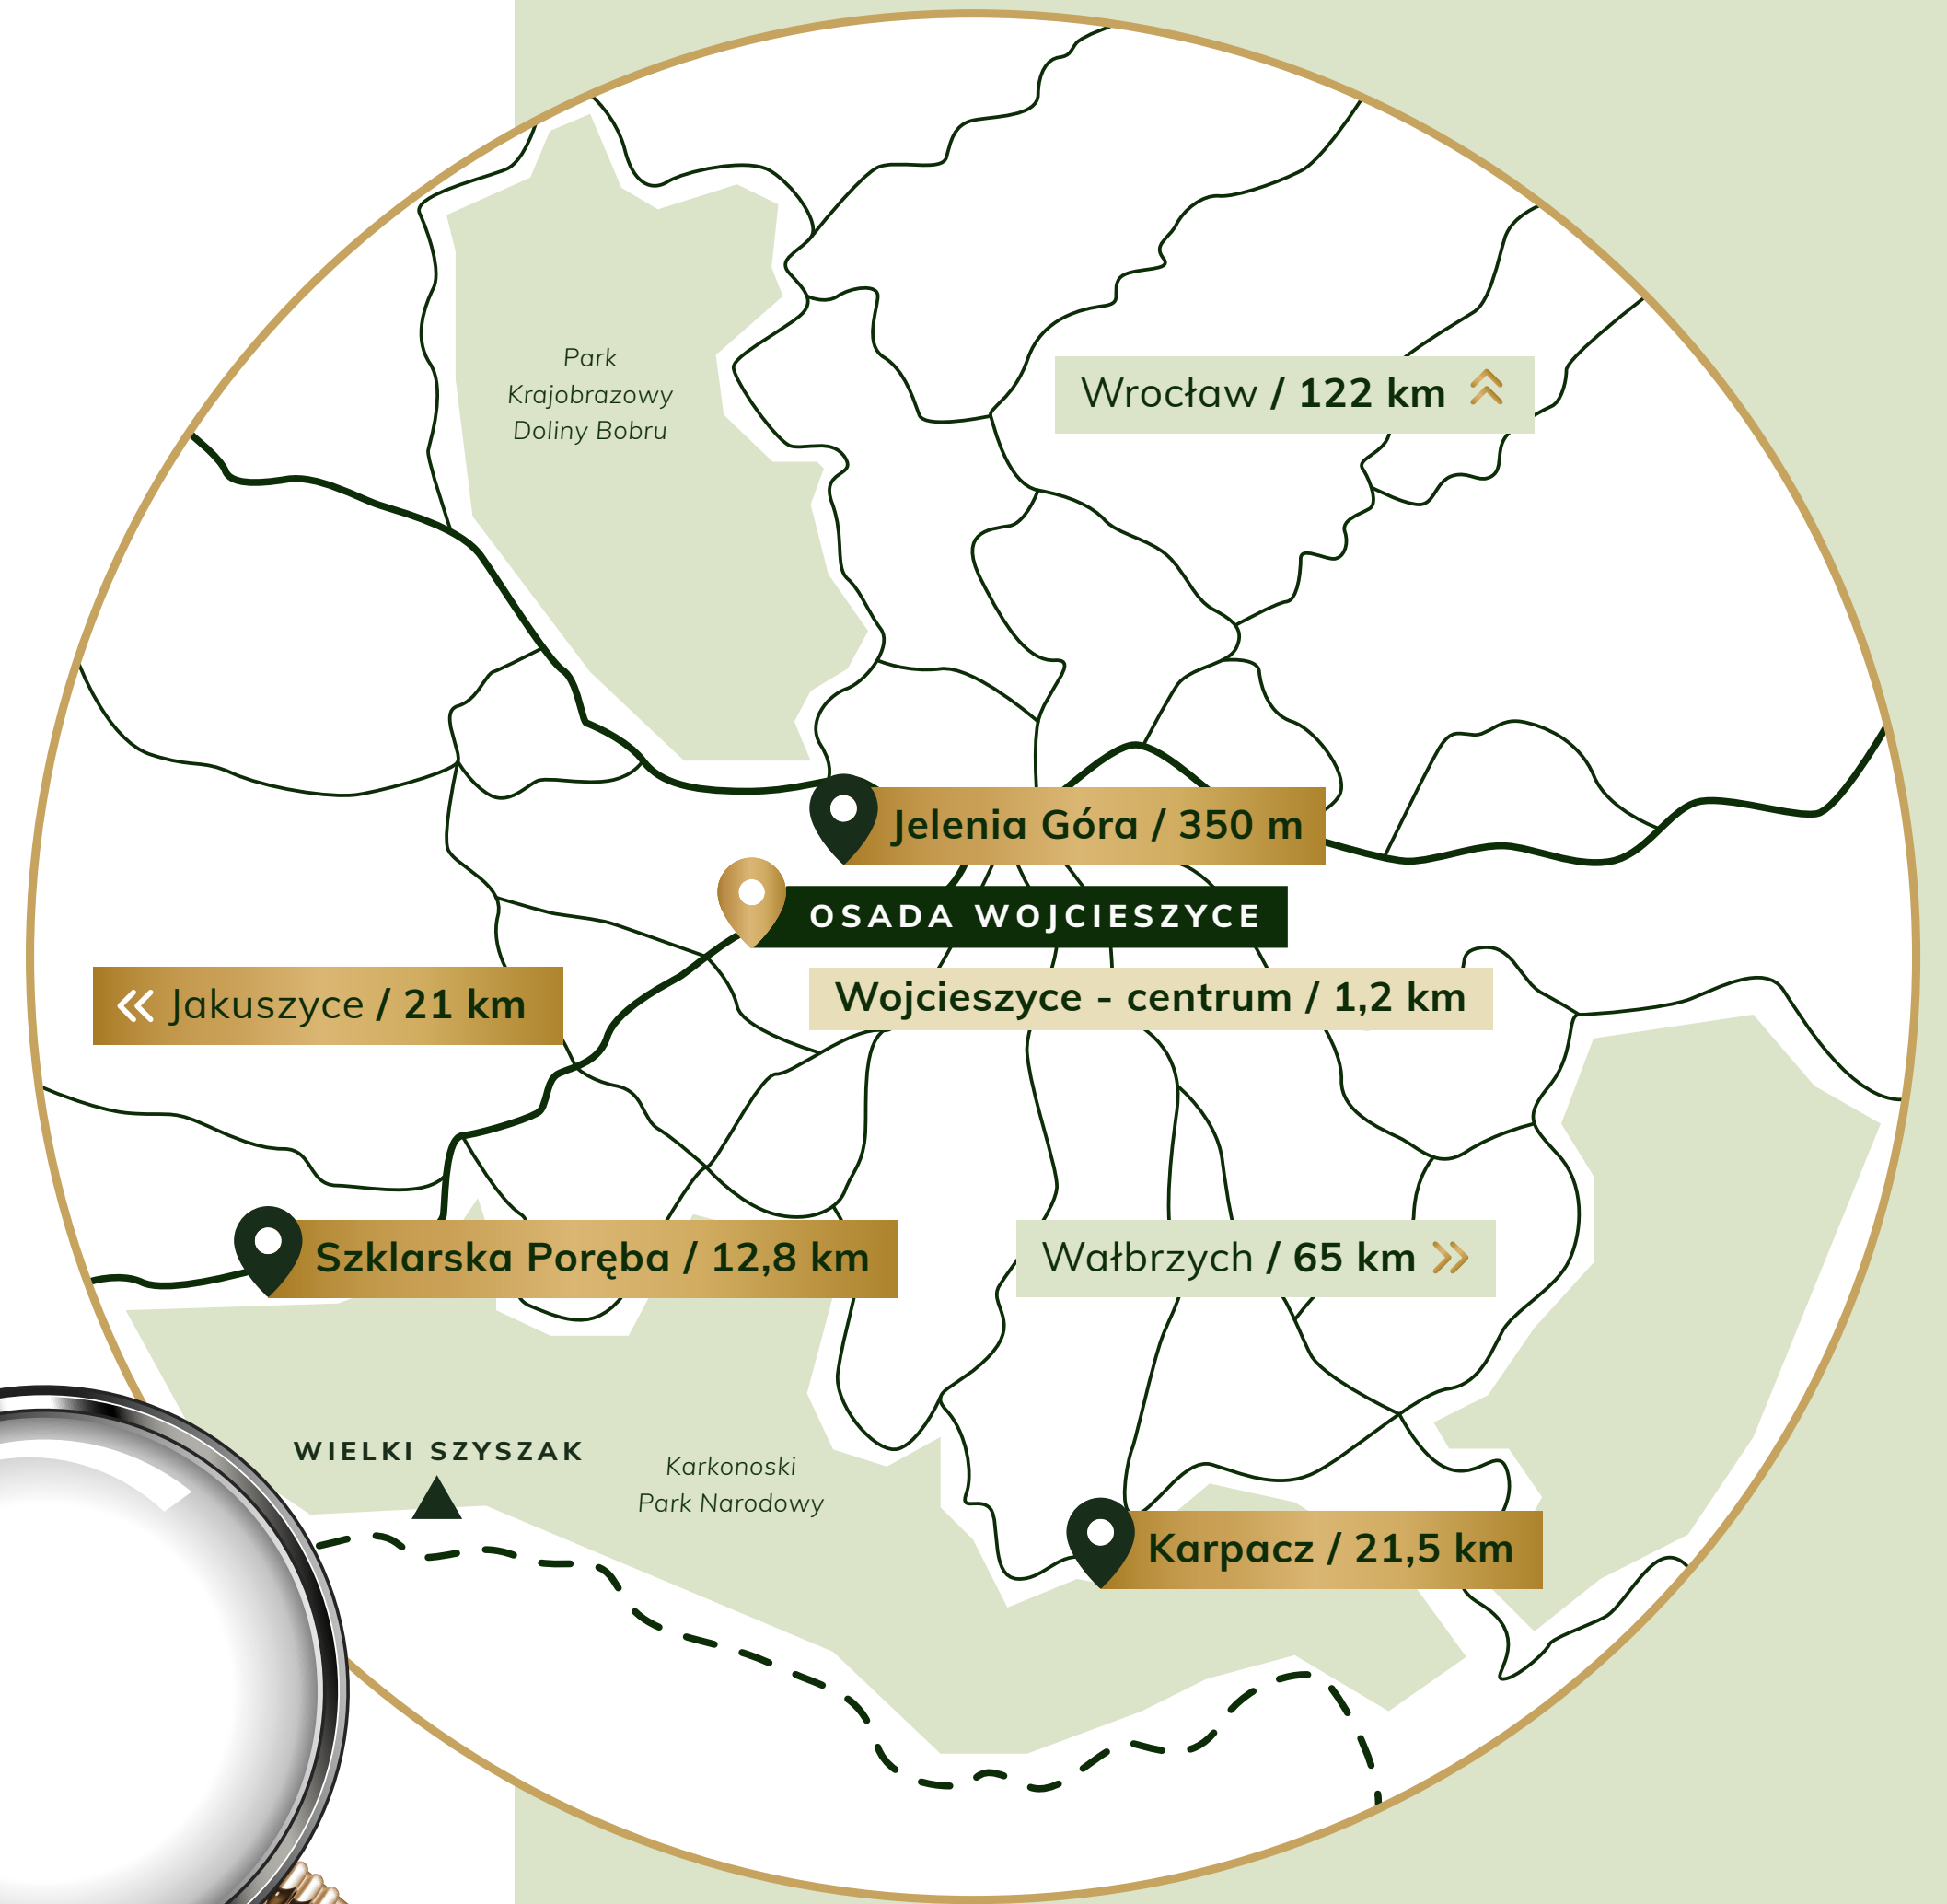 Park
Krajobrazowy
Doliny Bobru
Wrocław / 122 km
Jelenia Góra / 350 m
OSADA WOJCIESZYCE
Jakuszyce / 21 km
Wojcieszyce - centrum / 1,2 km
Szklarska Poręba / 12,8 km
Wałbrzych / 65 km
WIELKI SZYSZAK
Karkonoski
Park Narodowy
Karpacz / 21,5 km